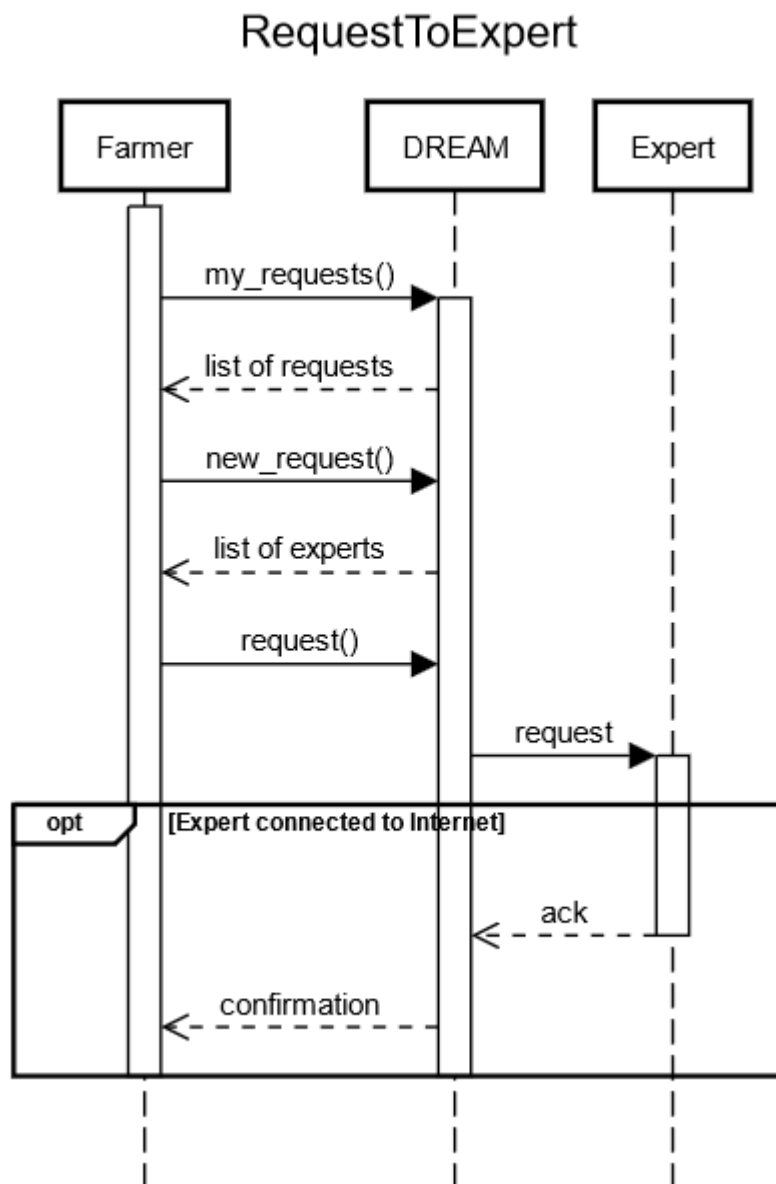 RequestToExpert
Farmer
DREAM
Expert
my_requests()
list of requests
new_request()
list of experts
request()
request
opt
[Expert connected to Internet]
ack
confirmation